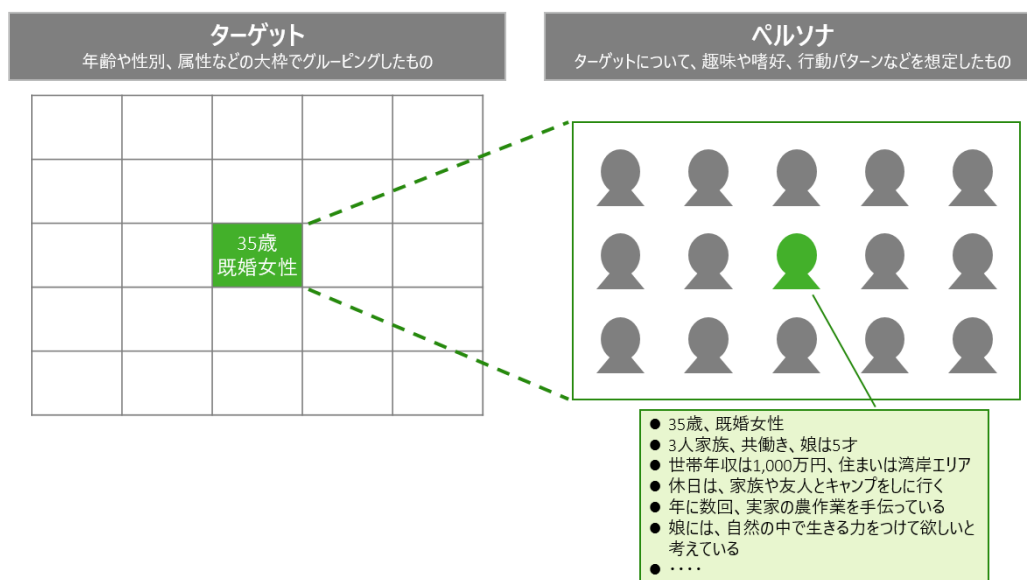 ターゲット
年齢や性別、属性などの大枠でグルーピングしたもの
ペルソナ
ターゲットについて、趣味や嗜好、行動パターンなどを想定したもの
35歳
既婚女性
● 35歳、既婚女性
● 3人家族、共働き、娘は5才
● 世帯年収は1,000万円、住まいは湾岸エリア
● 休日は、家族や友人とキャンプをしに行く
● 年に数回、実家の農作業を手伝っている
● 娘には、自然の中で生きる力をつけて欲しいと
考えている
● ････